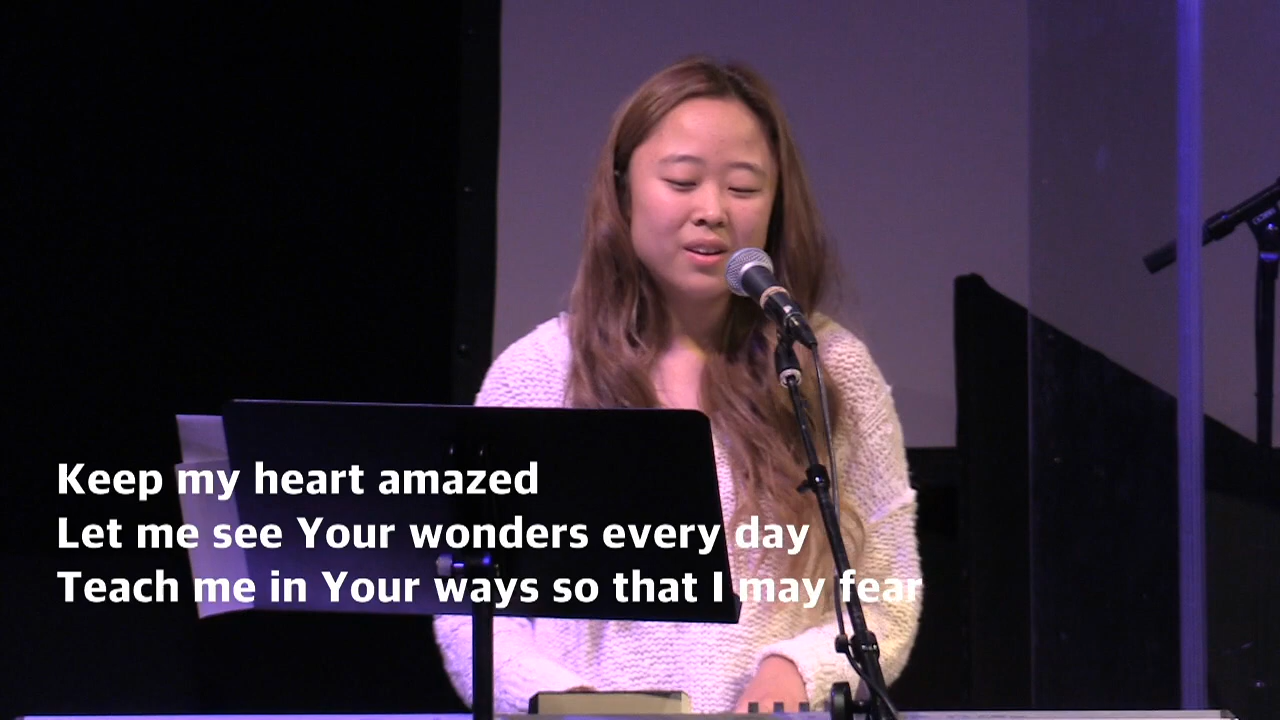 Keep my heart amazed
Let me see Your wonders every day
Teach me in Your ways so that I may fear